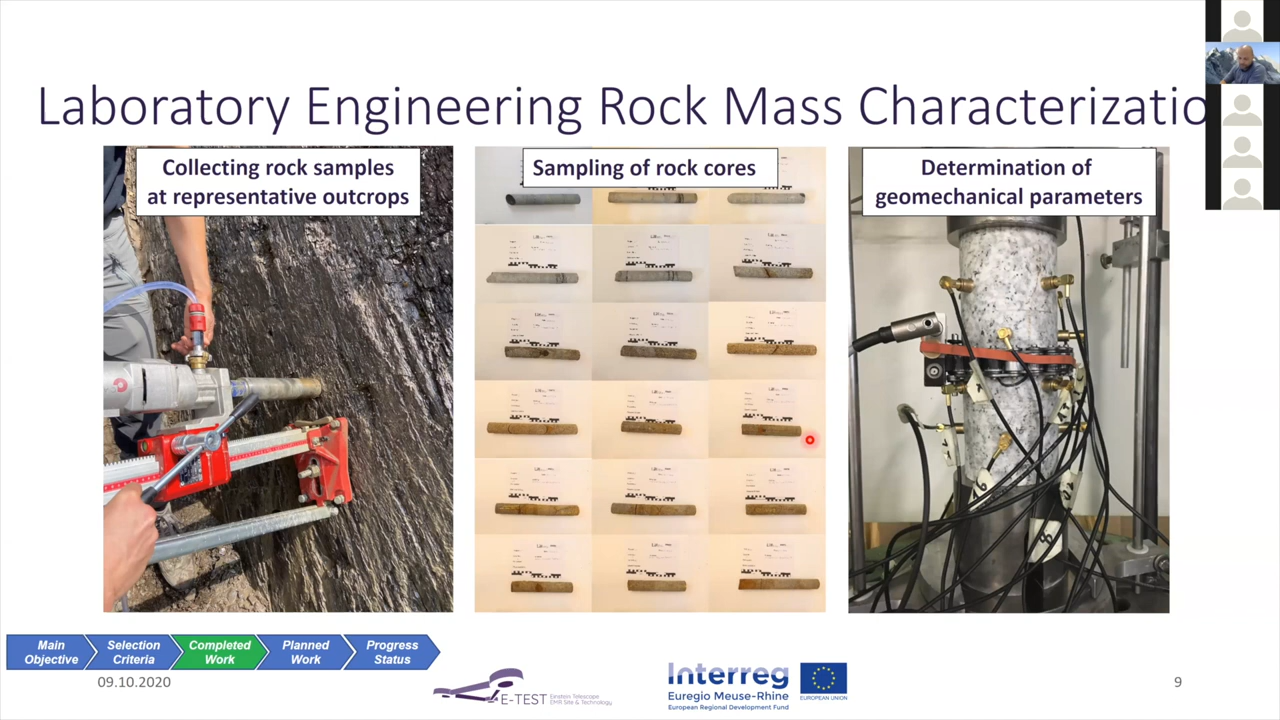 Laboratory Engineering Rock Mass Characterizatio
Collecting rock samples
at representative outcrops
Sampling of rock cores
Determination of
geomechanical parameters
Main
Objective
Selection
Criteria
Completed
Work
Planned
Work
Progress
Status
09.10.2020
E-TEST
Einstein Telescope
EMR Site & Technology
Interreg
Euregio Meuse-Rhine
European Regional Development Fund
EUROPEAN UNION
9